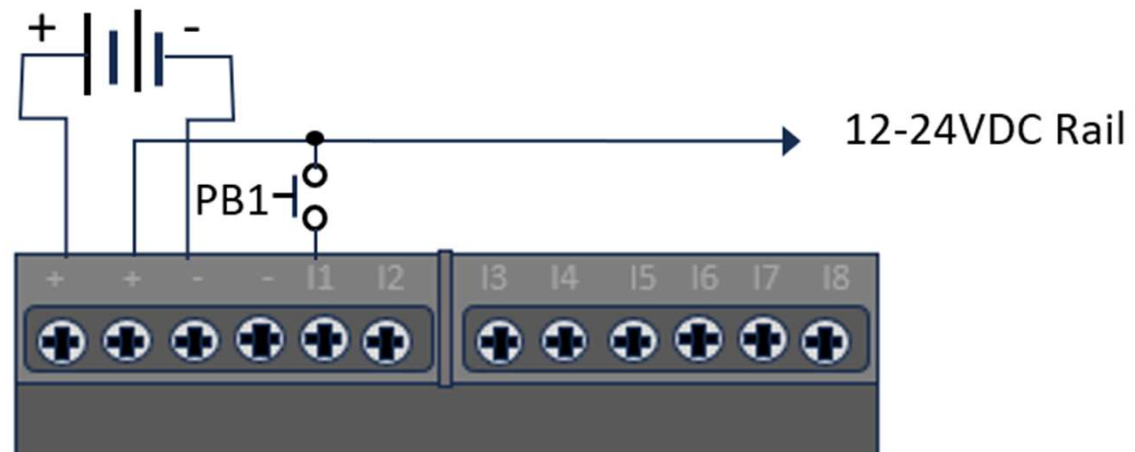 + -
12-24VDC Rail
PB1
+ + - - I1 I2 I3 I4 I5 I6 I7 I8